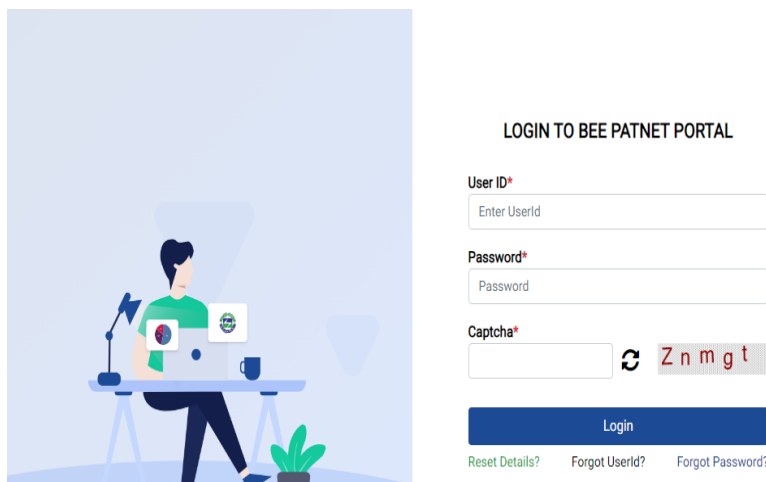 LOGIN TO BEE PATNET PORTAL
User ID*
Enter UserId
Password*
Password
Captcha*
Z n m g t
Login
Reset Details? Forgot UserId? Forgot Password?